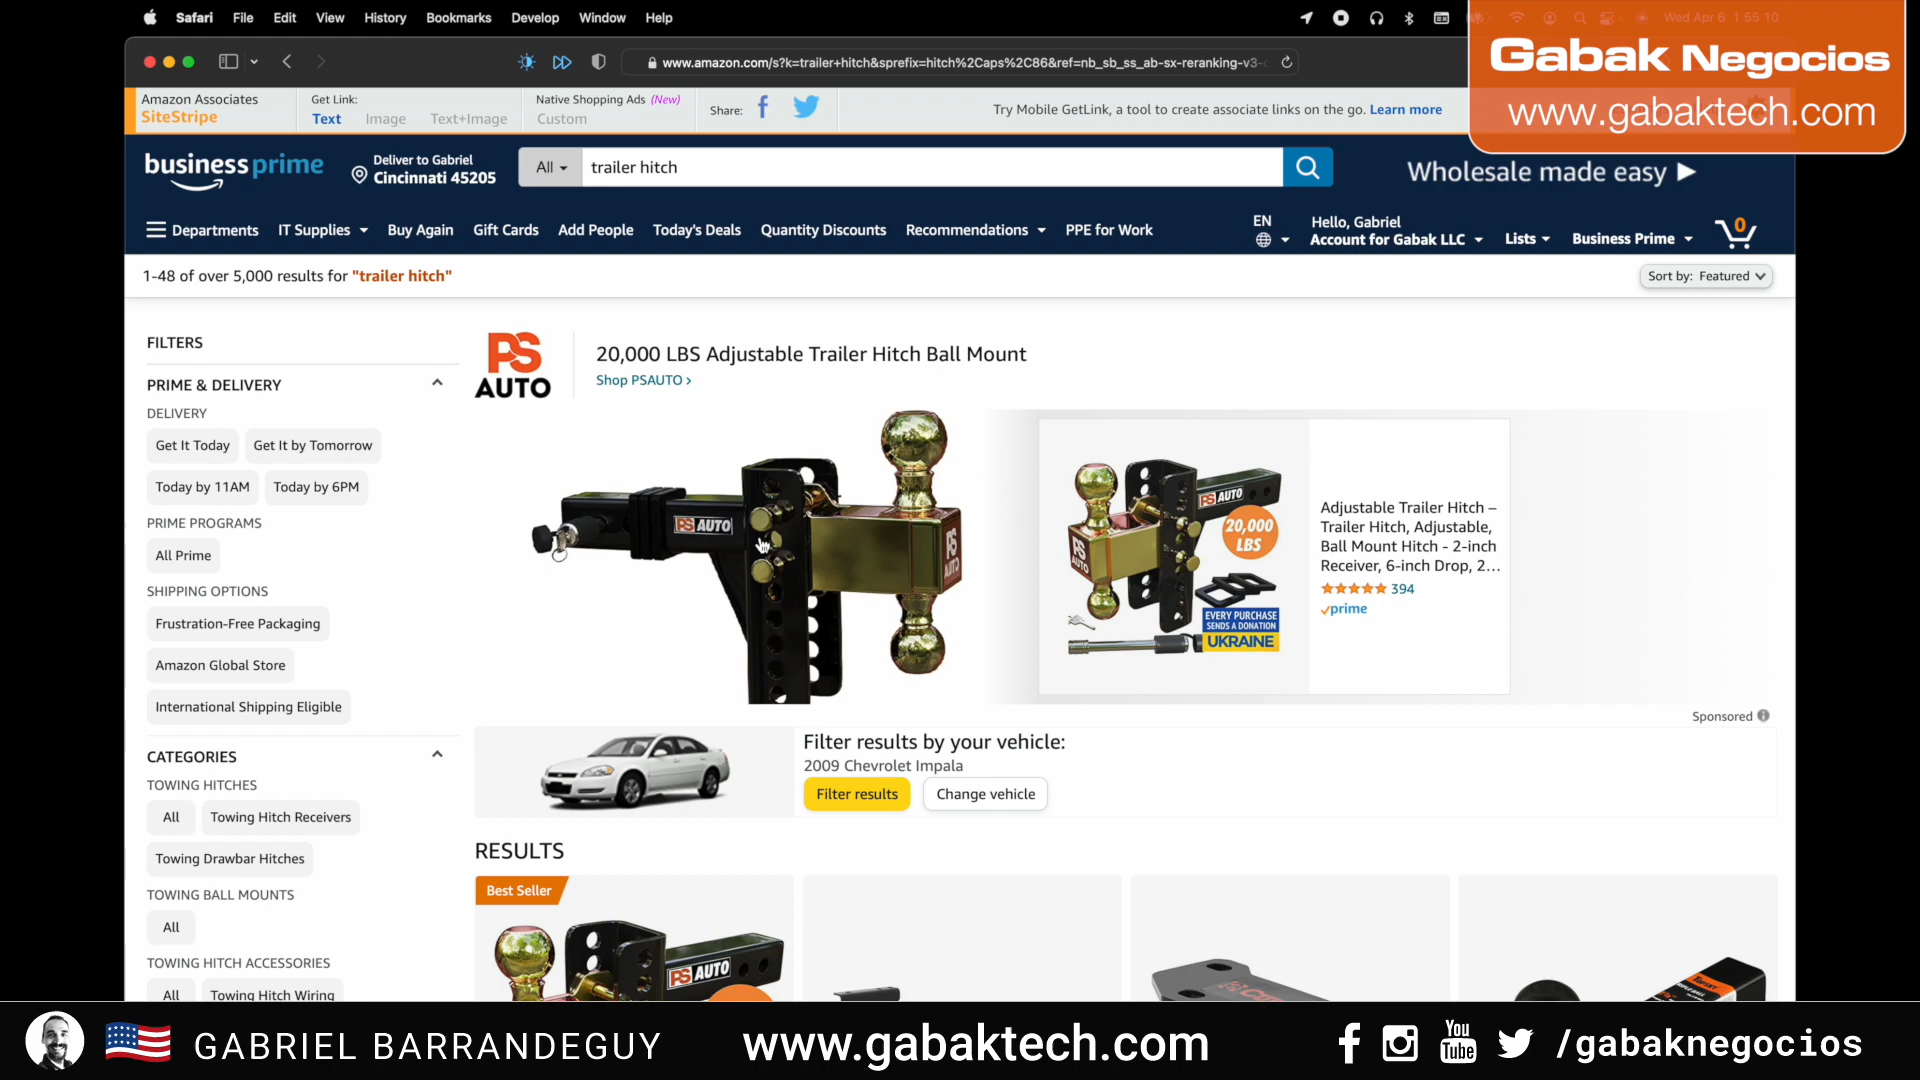 Safari File Edit View History Bookmarks Develop Window Help
Wed Apr 6 1 55 10
Gabak Negocios
www.gabaktech.com
www.amazon.com/s?k=trailer+hitch&sprefix=hitch%2Caps%2C86&ref=nb_sb_ss_ab-sx-reranking-v3-
Amazon Associates
SiteStripe
Get Link:
Text Image Text+Image
Native Shopping Ads (New)
Custom
Share:
Try Mobile GetLink, a tool to create associate links on the go. Learn more
business prime
Deliver to Gabriel
Cincinnati 45205
All
trailer hitch
Wholesale made easy
Departments IT Supplies Buy Again Gift Cards Add People Today's Deals Quantity Discounts Recommendations PPE for Work
EN
Hello, Gabriel
Account for Gabak LLC
Lists
Business Prime
0
1-48 of over 5,000 results for "trailer hitch"
Sort by: Featured
FILTERS
PRIME & DELIVERY
DELIVERY
Get It Today Get It by Tomorrow
Today by 11AM Today by 6PM
PRIME PROGRAMS
All Prime
SHIPPING OPTIONS
Frustration-Free Packaging
Amazon Global Store
International Shipping Eligible
CATEGORIES
TOWING HITCHES
All Towing Hitch Receivers
Towing Drawbar Hitches
TOWING BALL MOUNTS
All
TOWING HITCH ACCESSORIES
All Towing Hitch Wiring
PS
AUTO
20,000 LBS Adjustable Trailer Hitch Ball Mount
Shop PSAUTO ›
PS AUTO
PS
AUTO
PS AUTO
20,000
LBS
PS
AUTO
EVERY PURCHASE
SENDS A DONATION
UKRAINE
Adjustable Trailer Hitch –
Trailer Hitch, Adjustable,
Ball Mount Hitch - 2-inch
Receiver, 6-inch Drop, 2...
394
prime
Sponsored
Filter results by your vehicle:
2009 Chevrolet Impala
Filter results Change vehicle
RESULTS
Best Seller
PS AUTO
GABRIEL BARRANDEGUY
www.gabaktech.com
You
Tube
/gabaknegocios